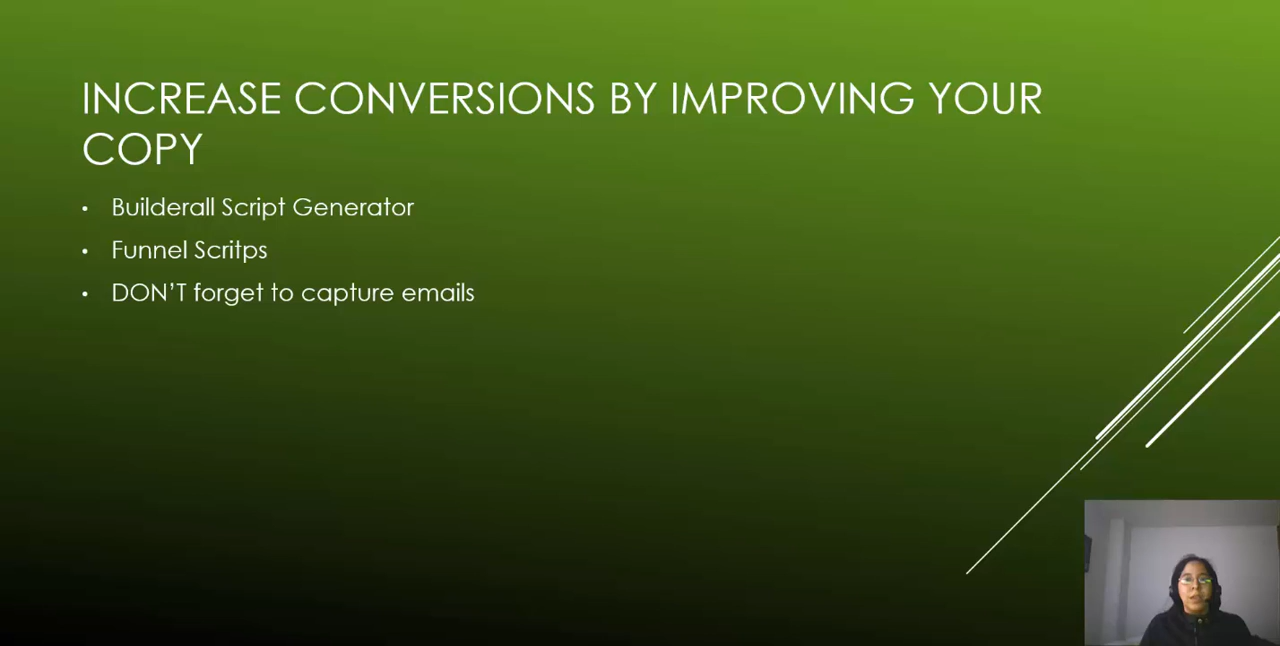 INCREASE CONVERSIONS BY IMPROVING YOUR
COPY
• Builderall Script Generator
• Funnel Scritps
• DON'T forget to capture emails